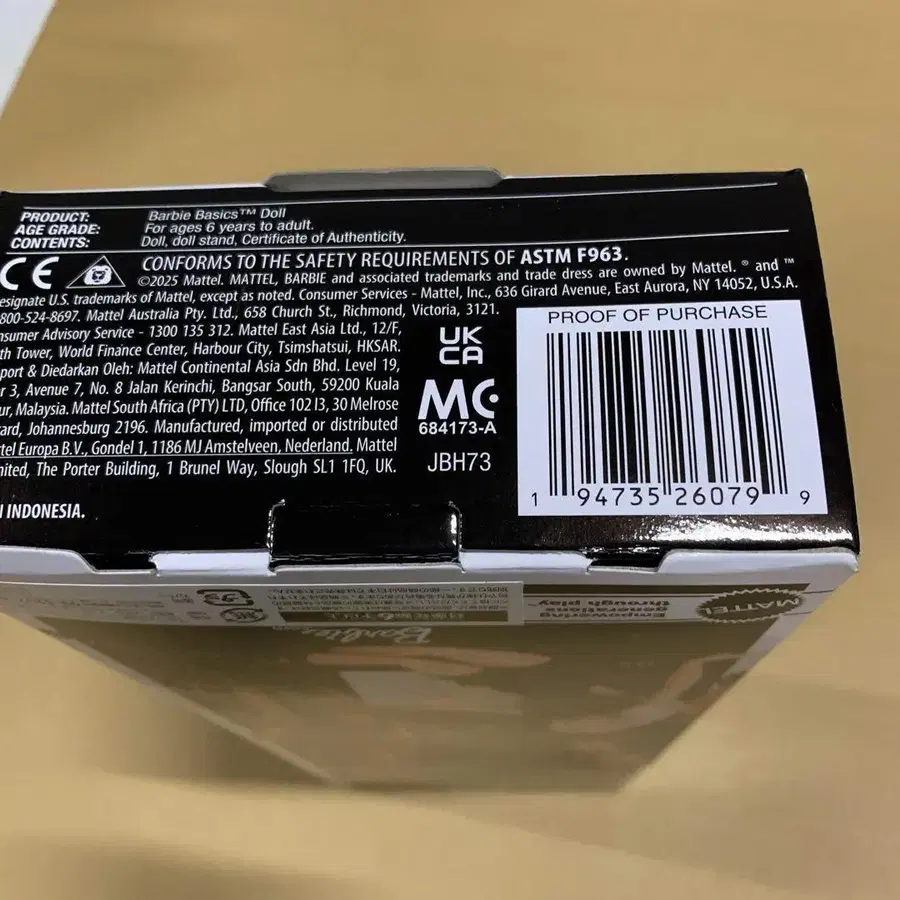 PRODUCT: Barbie Basics™ Doll
AGE GRADE: For ages 6 years to adult.
CONTENTS: Doll, doll stand, Certificate of Authenticity.
CE CONFORMS TO THE SAFETY REQUIREMENTS OF ASTM F963.
©2025 Mattel. MATTEL, BARBIE and associated trademarks and trade dress are owned by Mattel. ® and ™
designate U.S. trademarks of Mattel, except as noted. Consumer Services - Mattel, Inc., 636 Girard Avenue, East Aurora, NY 14052, U.S.A.
800-524-8697. Mattel Australia Pty. Ltd., 658 Church St., Richmond, Victoria, 3121.
nsumer Advisory Service - 1300 135 312. Mattel East Asia Ltd., 12/F,
th Tower, World Finance Center, Harbour City, Tsimshatsui, HKSAR.
port & Diedarkan Oleh: Mattel Continental Asia Sdn Bhd. Level 19,
r 3, Avenue 7, No. 8 Jalan Kerinchi, Bangsar South, 59200 Kuala
ur, Malaysia. Mattel South Africa (PTY) LTD, Office 102 I3, 30 Melrose
ard, Johannesburg 2196. Manufactured, imported or distributed
tel Europa B.V., Gondel 1, 1186 MJ Amstelveen, Nederland. Mattel
ited, The Porter Building, 1 Brunel Way, Slough SL1 1FQ, UK.
INDONESIA.
UK
CA
MC
684173-A
JBH73
PROOF OF PURCHASE
1 94735 26079 9
MATTEL
Empowering
generations
through play
Barbie